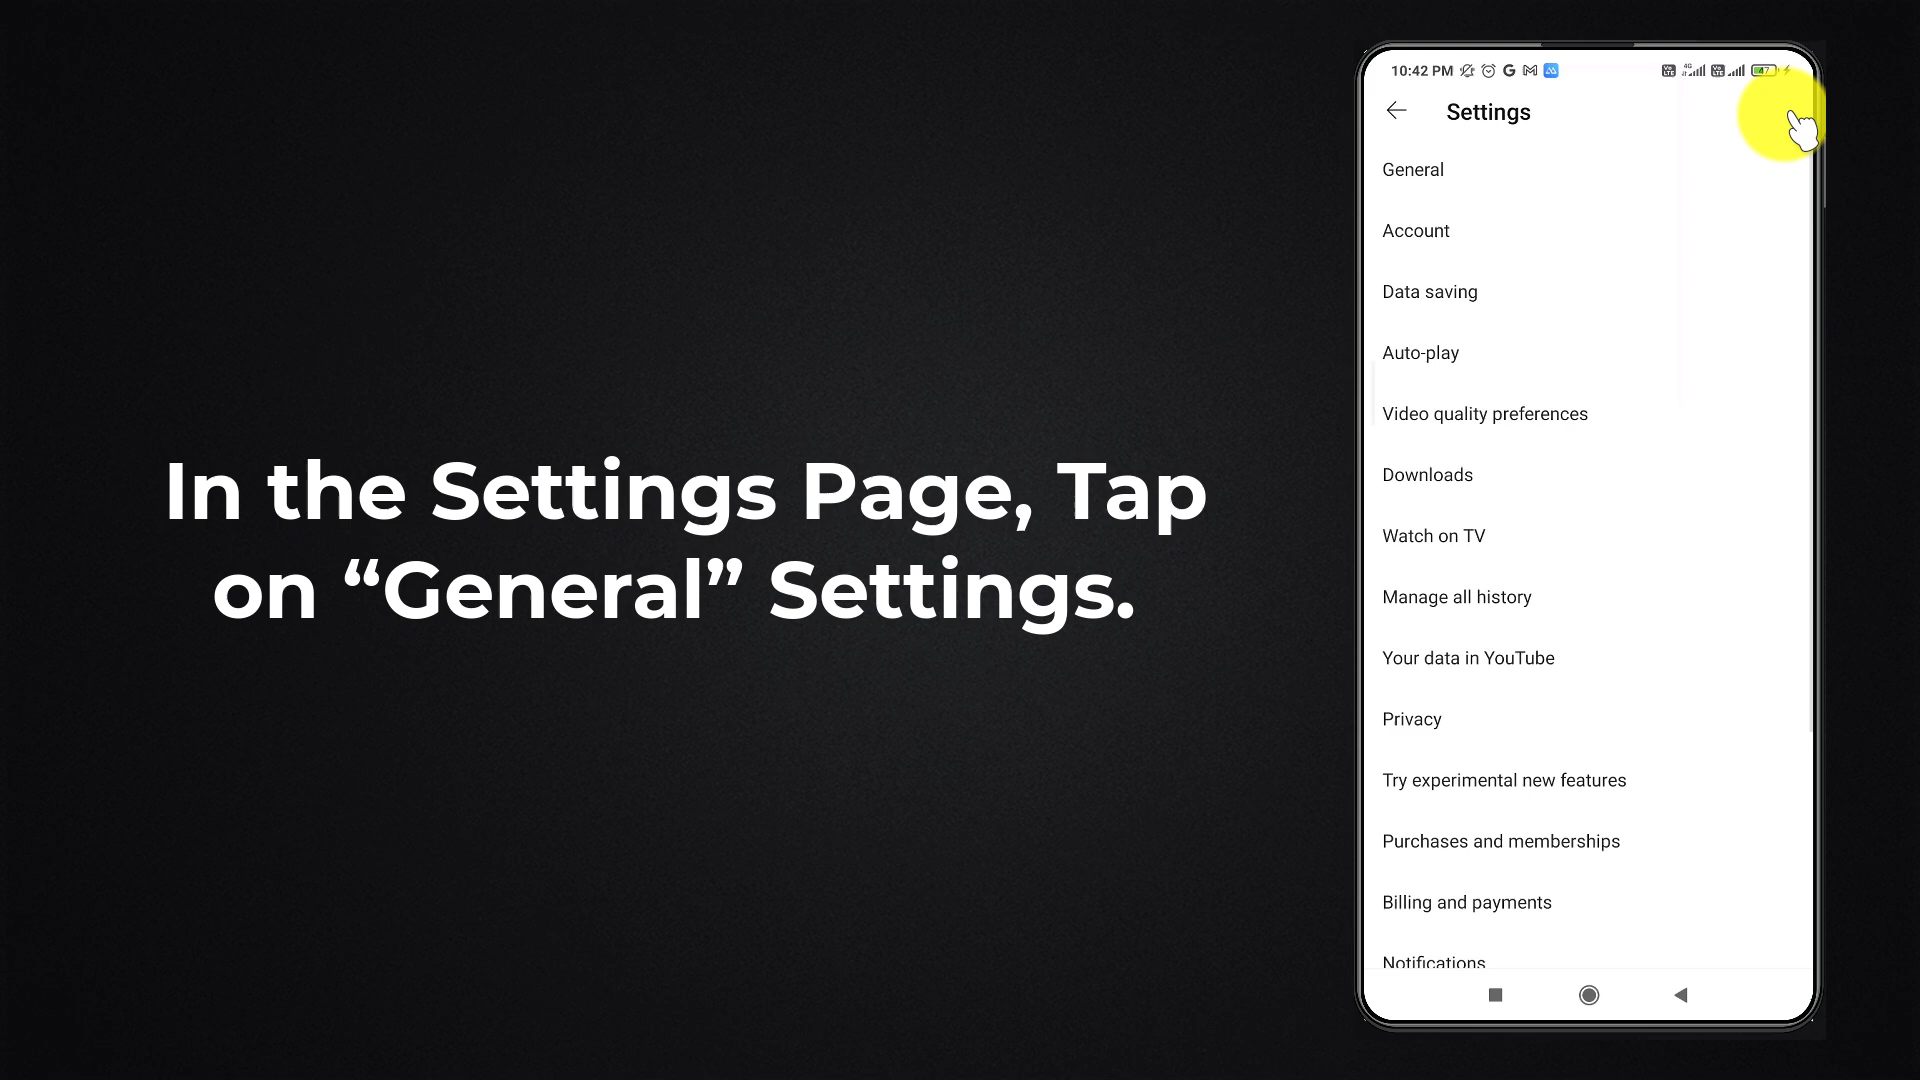 In the Settings Page, Tap
on “General” Settings.
10:42 PM
Settings
General
Account
Data saving
Auto-play
Video quality preferences
Downloads
Watch on TV
Manage all history
Your data in YouTube
Privacy
Try experimental new features
Purchases and memberships
Billing and payments
Notifications